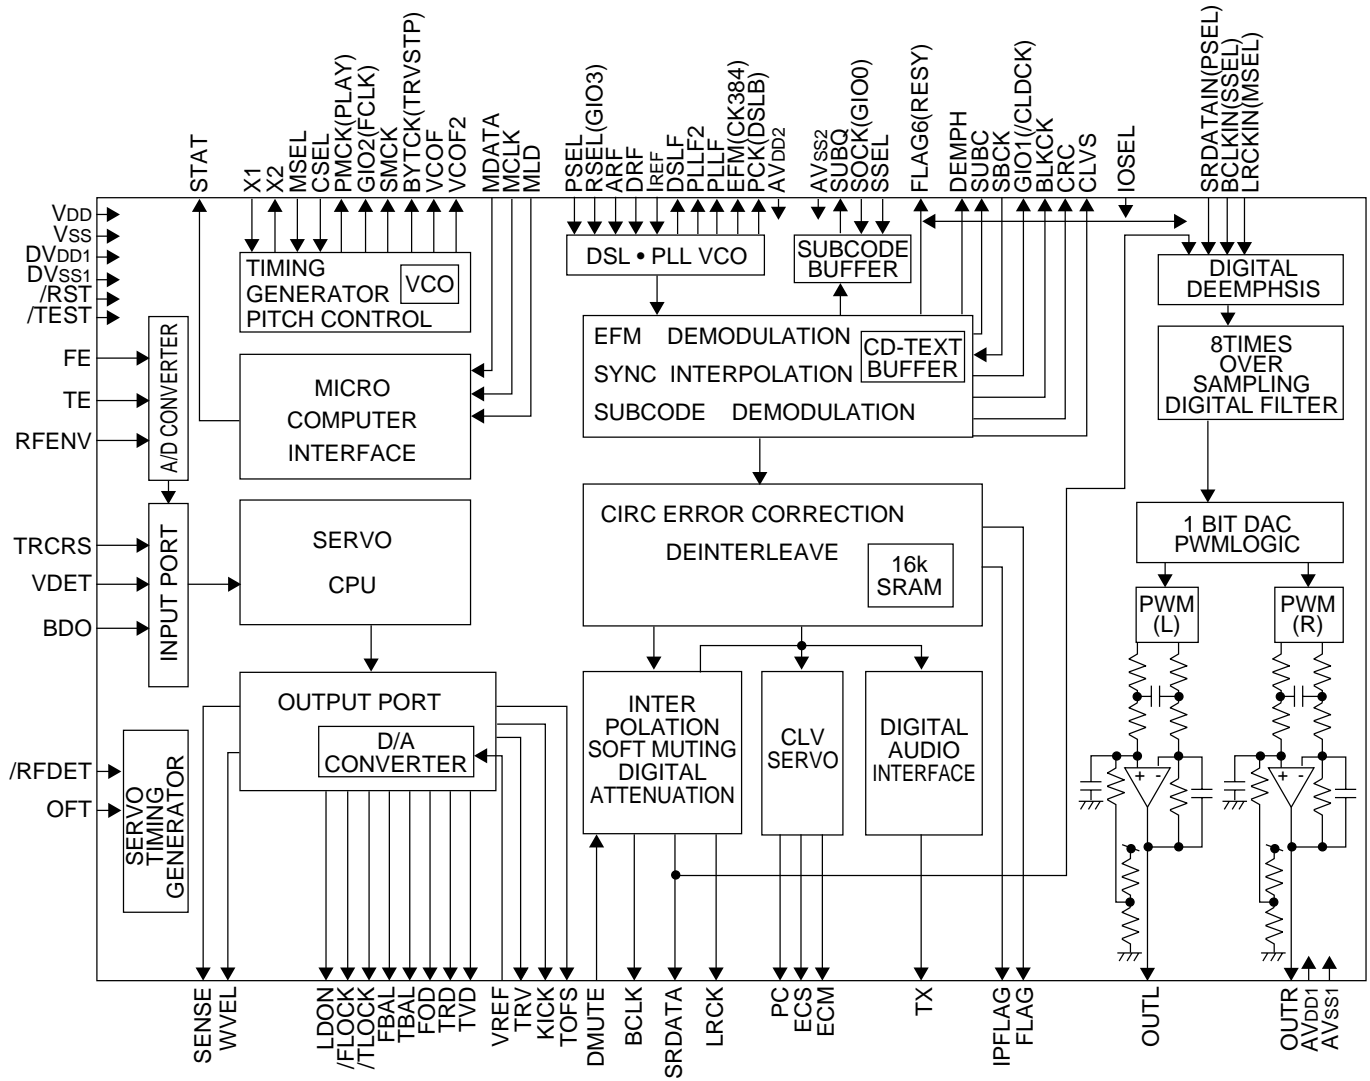 STAT
X1
X2
MSEL
CSEL
PMCK(PLAY)
GIO2(FCLK)
SMCK
BYTCK(TRVSTP)
VCOF
VCOF2
MDATA
MCLK
MLD
PSEL
RSEL(GIO3)
ARF
DRF
IREF
DSLF
PLLF2
PLLF
EFM(CK384)
PCK(DSLB)
AVDD2
AVSS2
SUBQ
SOCK(GIO0)
SSEL
FLAG6(RESY)
DEMPH
SUBC
SBCK
GIO1(/CLDCK)
BLKCK
CRC
CLVS
IOSEL
SRDATAIN(PSEL)
BCLKIN(SSEL)
LRCKIN(MSEL)
VDD
VSS
DVDD1
DVSS1
/RST
/TEST
FE
TE
RFENV
TRCRS
VDET
BDO
/RFDET
OFT
A/D CONVERTER
INPUT PORT
SERVO
TIMING
GENERATOR
TIMING
GENERATOR
PITCH CONTROL
VCO
MICRO
COMPUTER
INTERFACE
SERVO
CPU
OUTPUT PORT
D/A
CONVERTER
DSL • PLL VCO
SUBCODE
BUFFER
EFM DEMODULATION
SYNC INTERPOLATION
SUBCODE DEMODULATION
CD-TEXT
BUFFER
CIRC ERROR CORRECTION
DEINTERLEAVE
16k
SRAM
INTER
POLATION
SOFT MUTING
DIGITAL
ATTENUATION
CLV
SERVO
DIGITAL
AUDIO
INTERFACE
DIGITAL
DEEMPHSIS
8TIMES
OVER
SAMPLING
DIGITAL FILTER
1 BIT DAC
PWMLOGIC
PWM
(L)
PWM
(R)
+ -
+ -
SENSE
WVEL
LDON
/FLOCK
/TLOCK
FBAL
TBAL
FOD
TRD
TVD
VREF
TRV
KICK
TOFS
DMUTE
BCLK
SRDATA
LRCK
PC
ECS
ECM
TX
IPFLAG
FLAG
OUTL
OUTR
AVDD1
AVSS1